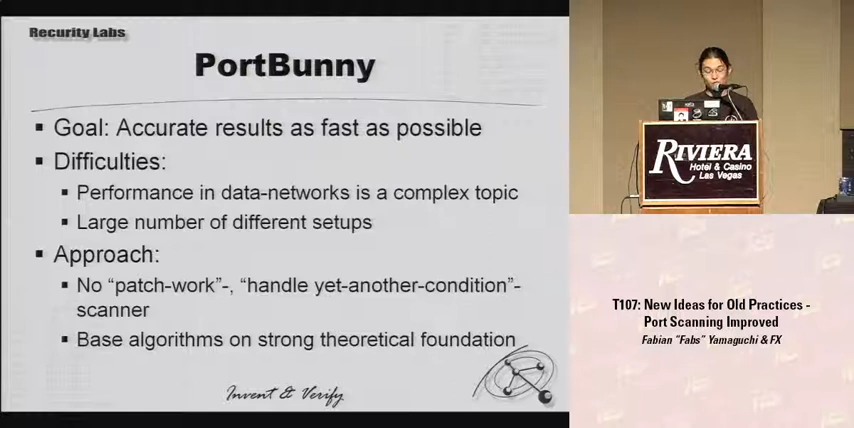 Recurity Labs
PortBunny
▪ Goal: Accurate results as fast as possible
▪ Difficulties:
▪ Performance in data-networks is a complex topic
▪ Large number of different setups
▪ Approach:
▪ No “patch-work”-, “handle yet-another-condition”-
scanner
▪ Base algorithms on strong theoretical foundation
Invent & Verify
RIVIERA
Hotel & Casino
Las Vegas
T107: New Ideas for Old Practices -
Port Scanning Improved
Fabian "Fabs" Yamaguchi & FX